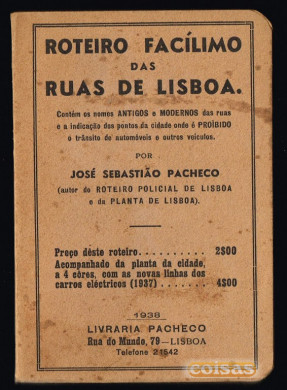 ROTEIRO FACÍLIMO
DAS
RUAS DE LISBOA.
Contém os nomes ANTIGOS e MODERNOS das ruas
e a indicação dos pontos da cidade onde é PROÏBIDO
o trânsito de automóveis e outros veículos.
POR
JOSÉ SEBASTIÃO PACHECO
(autor do ROTEIRO POLICIAL DE LISBOA
e da PLANTA DE LISBOA).
Preço dêste roteiro........... 2$00
Acompanhado da planta da cidade,
a 4 côres, com as novas linhas dos
carros eléctricos (1937)......... 4$00
1938
LIVRARIA PACHECO
Rua do Mundo, 79—LISBOA
Telefone 21542
coisas